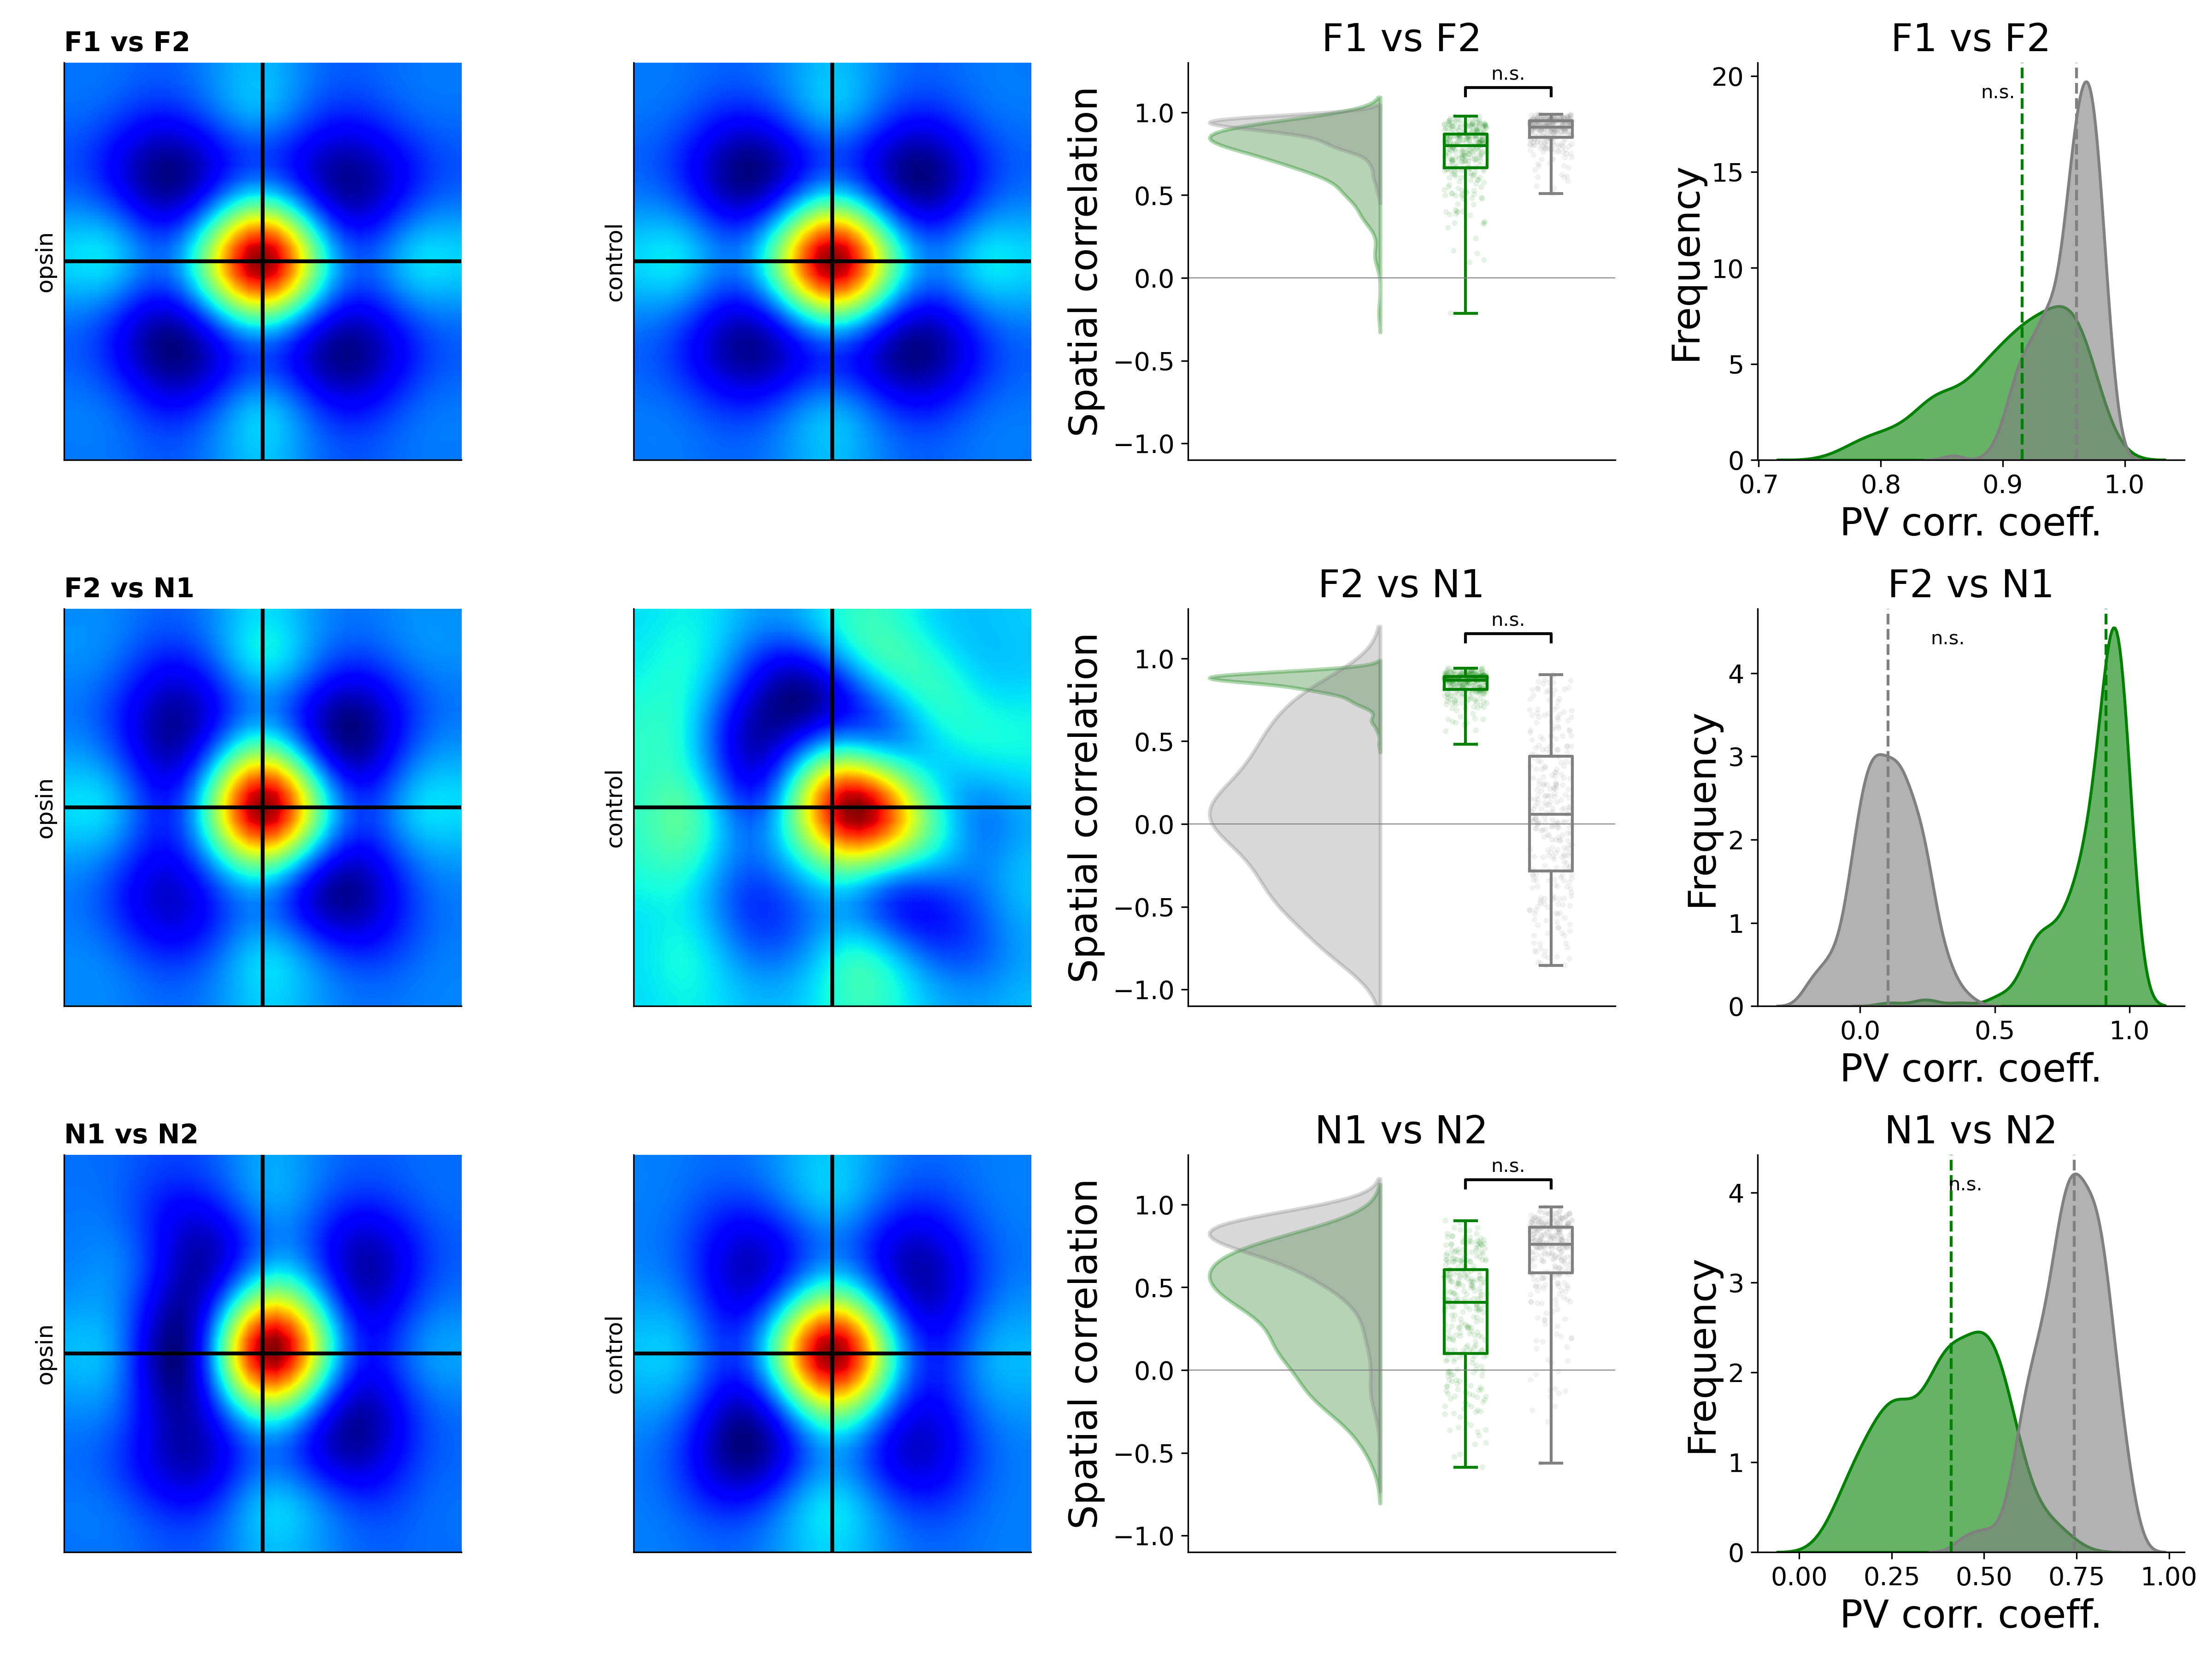 F1 vs F2
opsin
control
F1 vs F2
n.s.
Spatial correlation
1.0
0.5
0.0
−0.5
−1.0
F1 vs F2
n.s.
Frequency
20
15
10
5
0
0.7 0.8 0.9 1.0
PV corr. coeff.
F2 vs N1
opsin
control
F2 vs N1
n.s.
Spatial correlation
1.0
0.5
0.0
−0.5
−1.0
F2 vs N1
n.s.
Frequency
4
3
2
1
0
0.0 0.5 1.0
PV corr. coeff.
N1 vs N2
opsin
control
N1 vs N2
n.s.
Spatial correlation
1.0
0.5
0.0
−0.5
−1.0
N1 vs N2
n.s.
Frequency
4
3
2
1
0
0.00 0.25 0.50 0.75 1.00
PV corr. coeff.